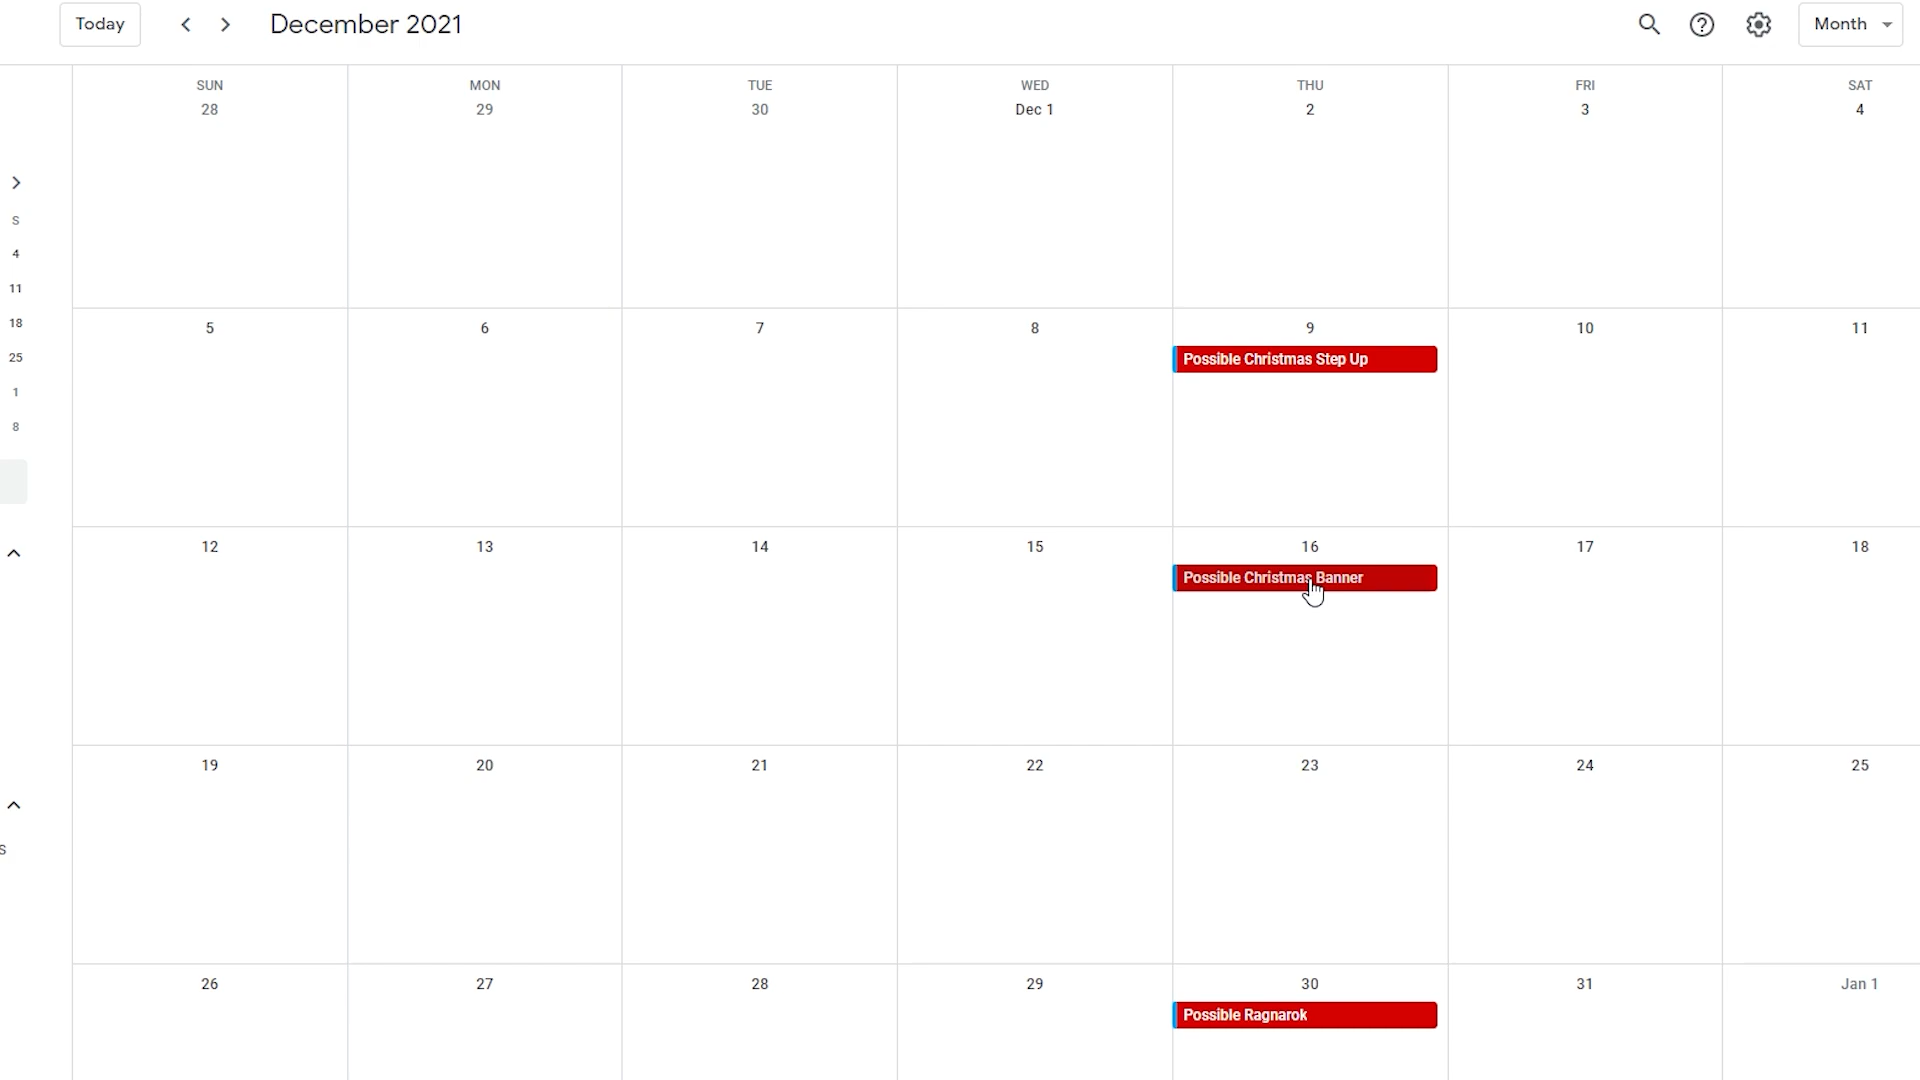 Today
December 2021
Month
SUN MON TUE WED THU FRI SAT
28 29 30 Dec 1 2 3 4
S
4
11
18
25
1
8
5 6 7 8 9 10 11
Possible Christmas Step Up
12 13 14 15 16 17 18
Possible Christmas Banner
19 20 21 22 23 24 25
s
26 27 28 29 30 31 Jan 1
Possible Ragnarok